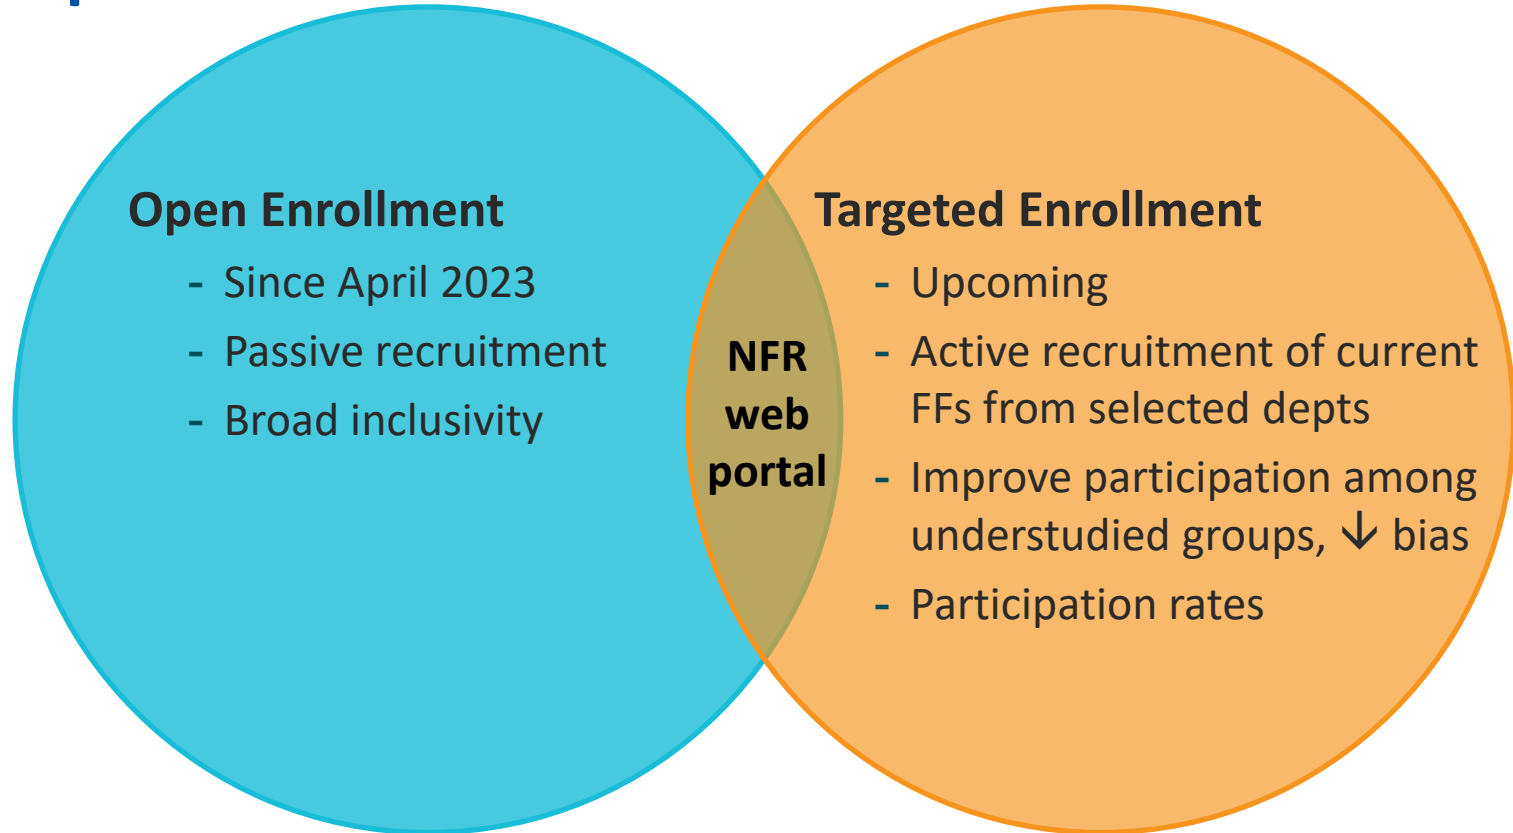 Open Enrollment
- Since April 2023
- Passive recruitment
- Broad inclusivity
NFR
web
portal
Targeted Enrollment
- Upcoming
- Active recruitment of current
FFs from selected depts
- Improve participation among
understudied groups, ↓ bias
- Participation rates